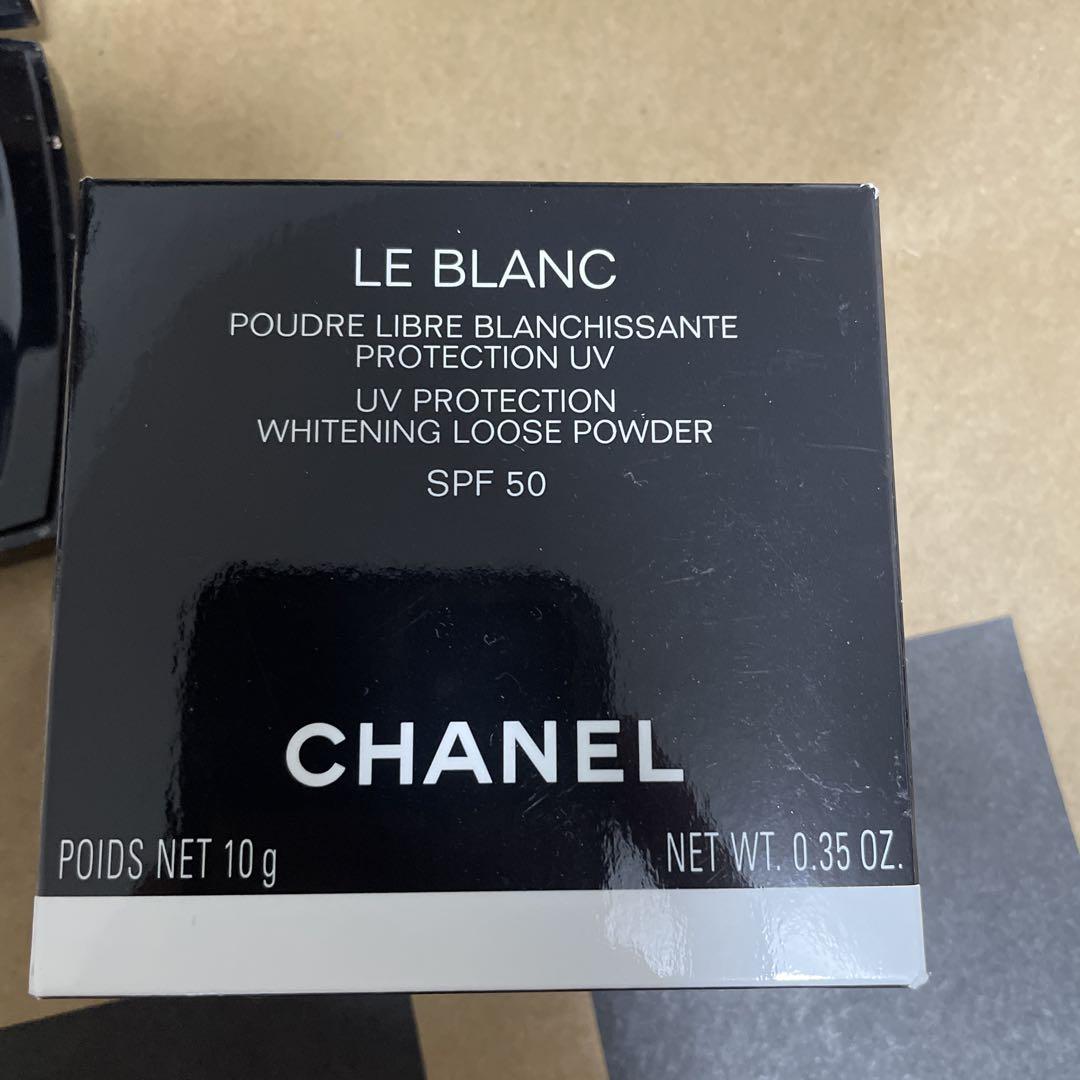 LE BLANC
POUDRE LIBRE BLANCHISSANTE
PROTECTION UV
UV PROTECTION
WHITENING LOOSE POWDER
SPF 50
CHANEL
POIDS NET 10 g
NET WT. 0.35 OZ.